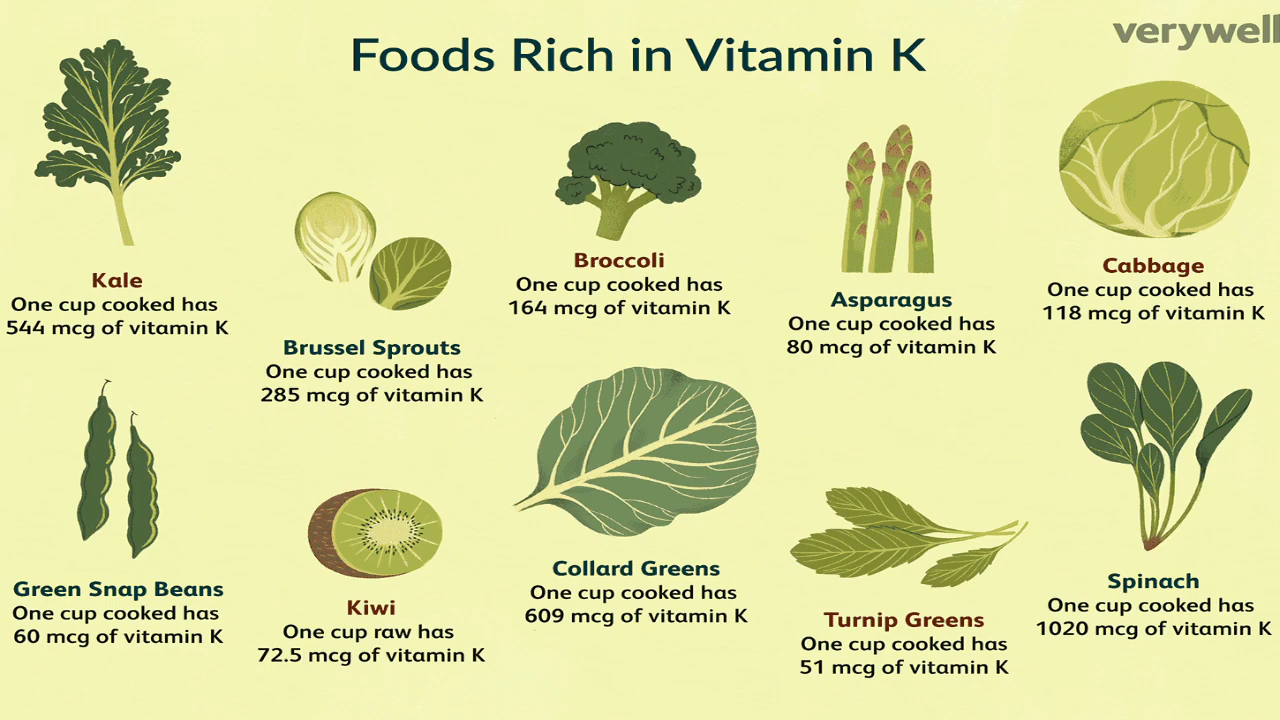 verywell
Foods Rich in Vitamin K
Kale
One cup cooked has
544 mcg of vitamin K
Brussel Sprouts
One cup cooked has
285 mcg of vitamin K
Broccoli
One cup cooked has
164 mcg of vitamin K
Asparagus
One cup cooked has
80 mcg of vitamin K
Cabbage
One cup cooked has
118 mcg of vitamin K
Green Snap Beans
One cup cooked has
60 mcg of vitamin K
Kiwi
One cup raw has
72.5 mcg of vitamin K
Collard Greens
One cup cooked has
609 mcg of vitamin K
Turnip Greens
One cup cooked has
51 mcg of vitamin K
Spinach
One cup cooked has
1020 mcg of vitamin K